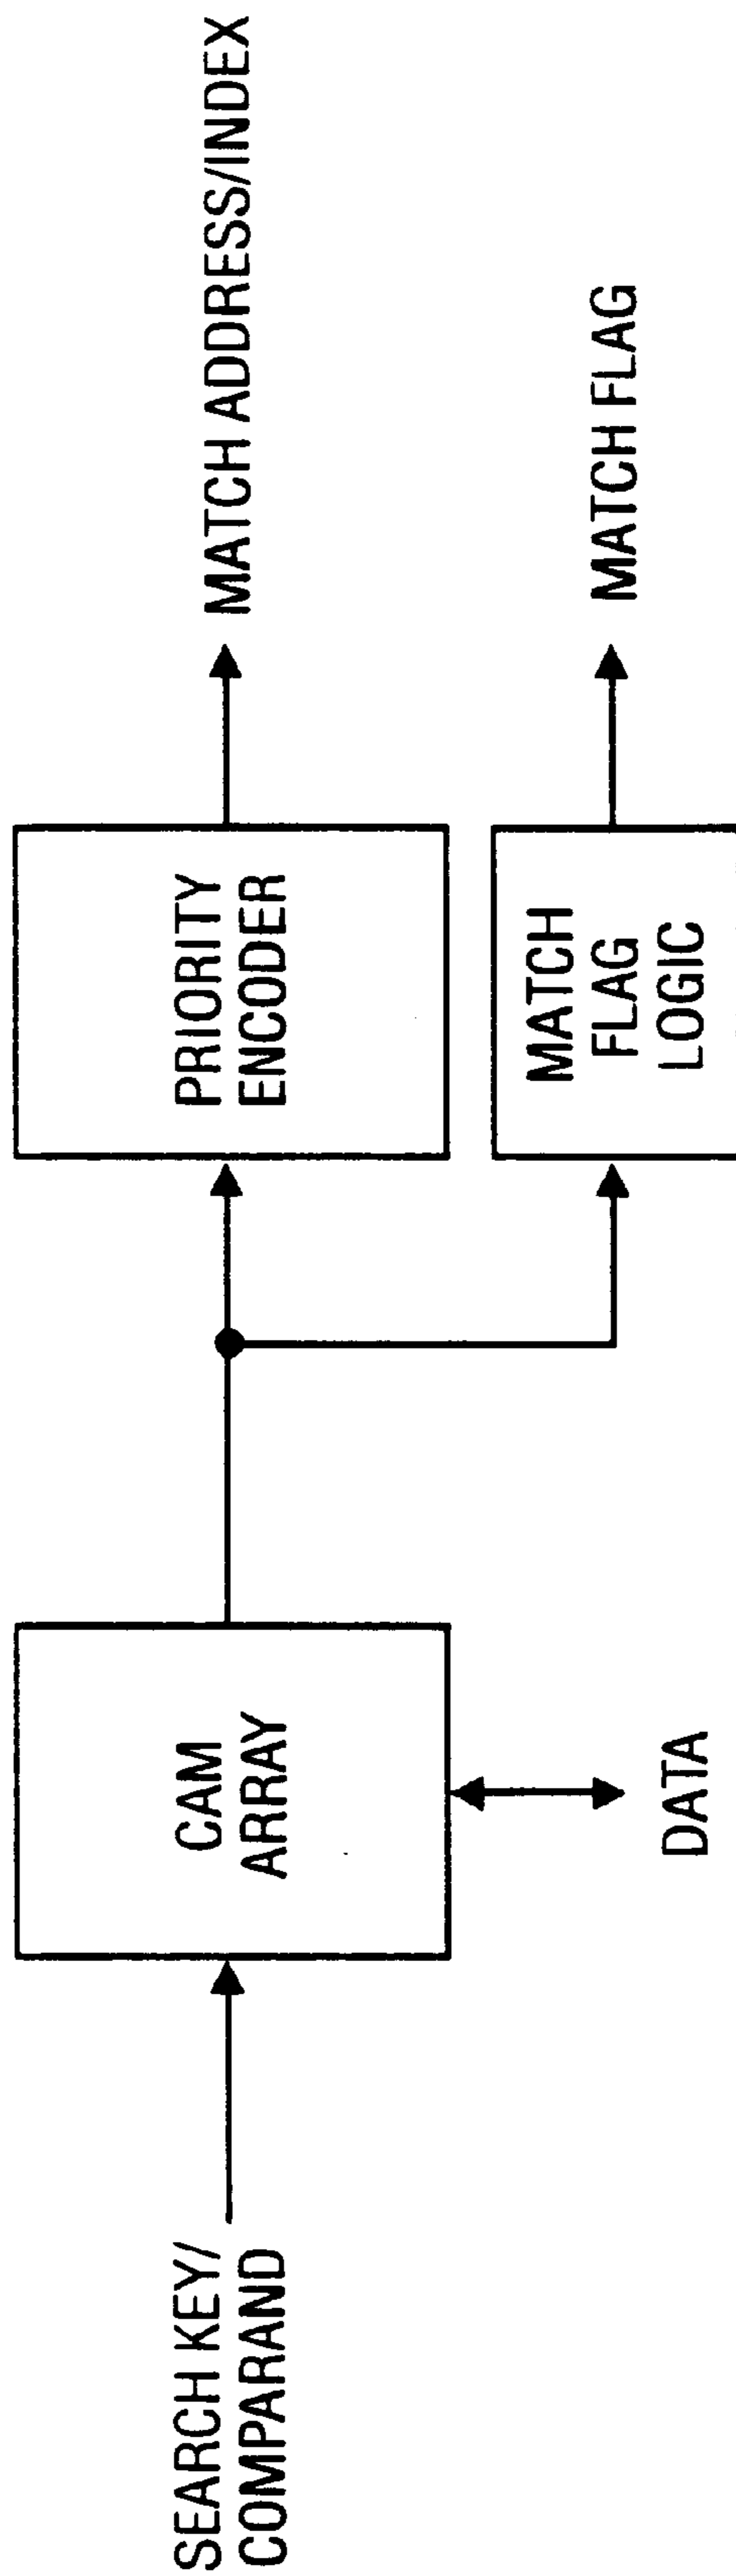 SEARCH KEY/
COMPARAND
CAM
ARRAY
DATA
PRIORITY
ENCODER
MATCH
FLAG
LOGIC
MATCH ADDRESS/INDEX
MATCH FLAG